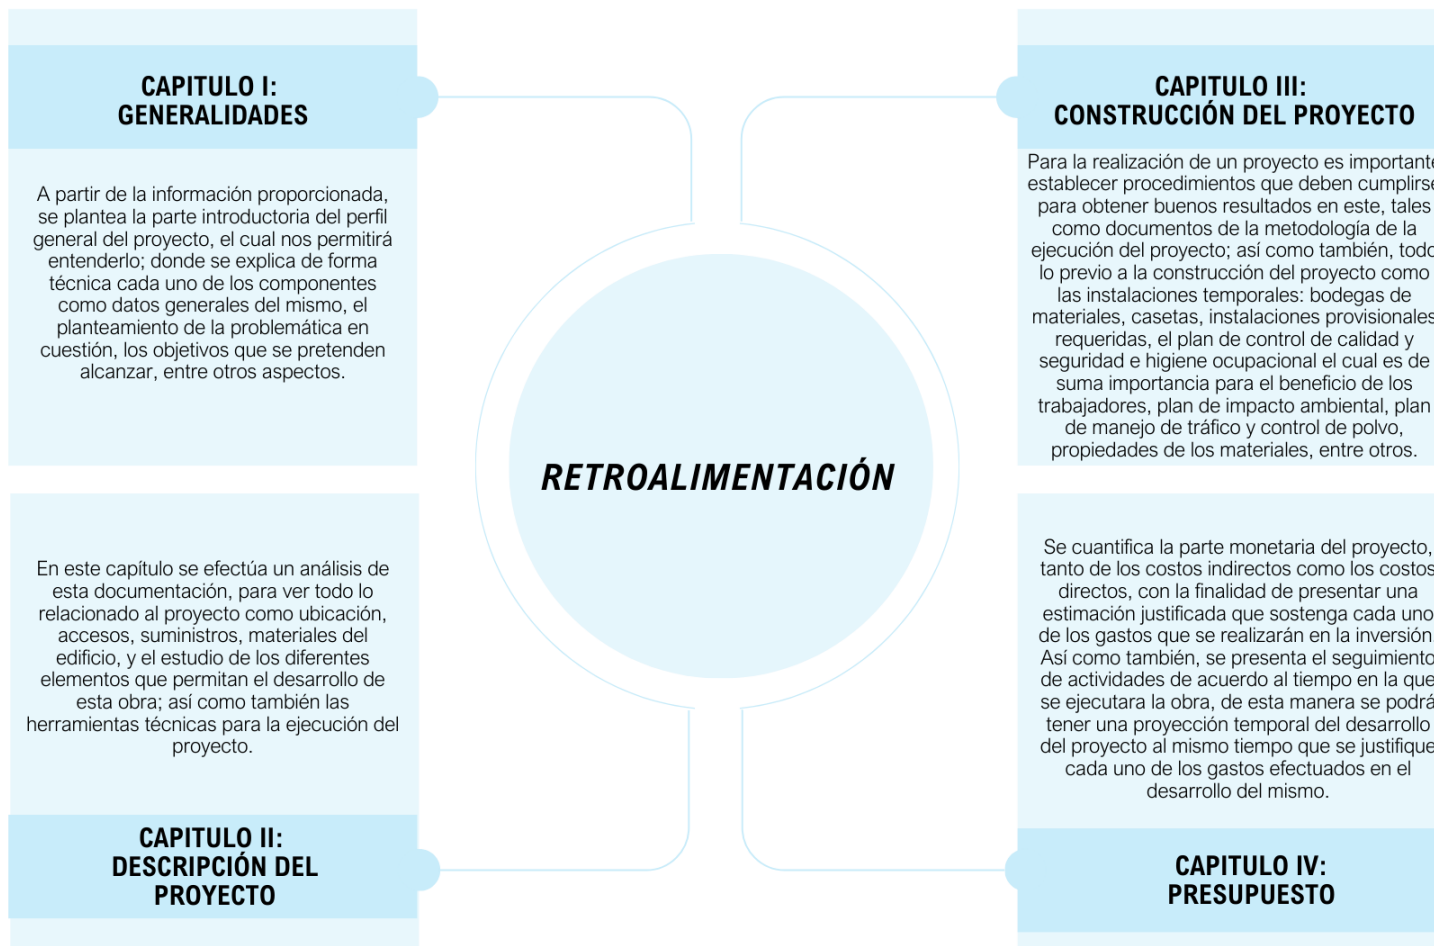 CAPITULO I:
GENERALIDADES
A partir de la información proporcionada,
se plantea la parte introductoria del perfil
general del proyecto, el cual nos permitirá
entenderlo; donde se explica de forma
técnica cada uno de los componentes
como datos generales del mismo, el
planteamiento de la problemática en
cuestión, los objetivos que se pretenden
alcanzar, entre otros aspectos.
En este capítulo se efectúa un análisis de
esta documentación, para ver todo lo
relacionado al proyecto como ubicación,
accesos, suministros, materiales del
edificio, y el estudio de los diferentes
elementos que permitan el desarrollo de
esta obra; así como también las
herramientas técnicas para la ejecución del
proyecto.
CAPITULO II:
DESCRIPCIÓN DEL
PROYECTO
RETROALIMENTACIÓN
CAPITULO III:
CONSTRUCCIÓN DEL PROYECTO
Para la realización de un proyecto es importante
establecer procedimientos que deben cumplirse
para obtener buenos resultados en este, tales
como documentos de la metodología de la
ejecución del proyecto; así como también, todo
lo previo a la construcción del proyecto como
las instalaciones temporales: bodegas de
materiales, casetas, instalaciones provisionales
requeridas, el plan de control de calidad y
seguridad e higiene ocupacional el cual es de
suma importancia para el beneficio de los
trabajadores, plan de impacto ambiental, plan
de manejo de tráfico y control de polvo,
propiedades de los materiales, entre otros.
Se cuantifica la parte monetaria del proyecto,
tanto de los costos indirectos como los costos
directos, con la finalidad de presentar una
estimación justificada que sostenga cada uno
de los gastos que se realizarán en la inversión
Así como también, se presenta el seguimiento
de actividades de acuerdo al tiempo en la que
se ejecutara la obra, de esta manera se podrá
tener una proyección temporal del desarrollo
del proyecto al mismo tiempo que se justifique
cada uno de los gastos efectuados en el
desarrollo del mismo.
CAPITULO IV:
PRESUPUESTO